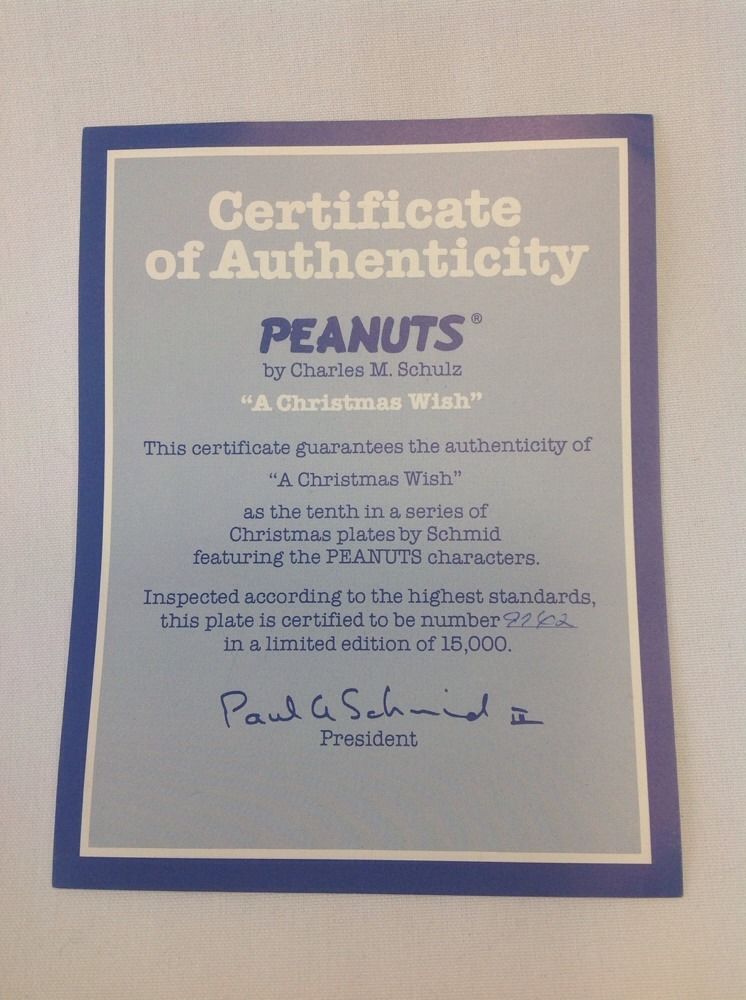 Certificate
of Authenticity
PEANUTS®
by Charles M. Schulz
“A Christmas Wish”
This certificate guarantees the authenticity of
“A Christmas Wish”
as the tenth in a series of
Christmas plates by Schmid
featuring the PEANUTS characters.
Inspected according to the highest standards,
this plate is certified to be number
in a limited edition of 15,000.
Paul A Schmid II
President